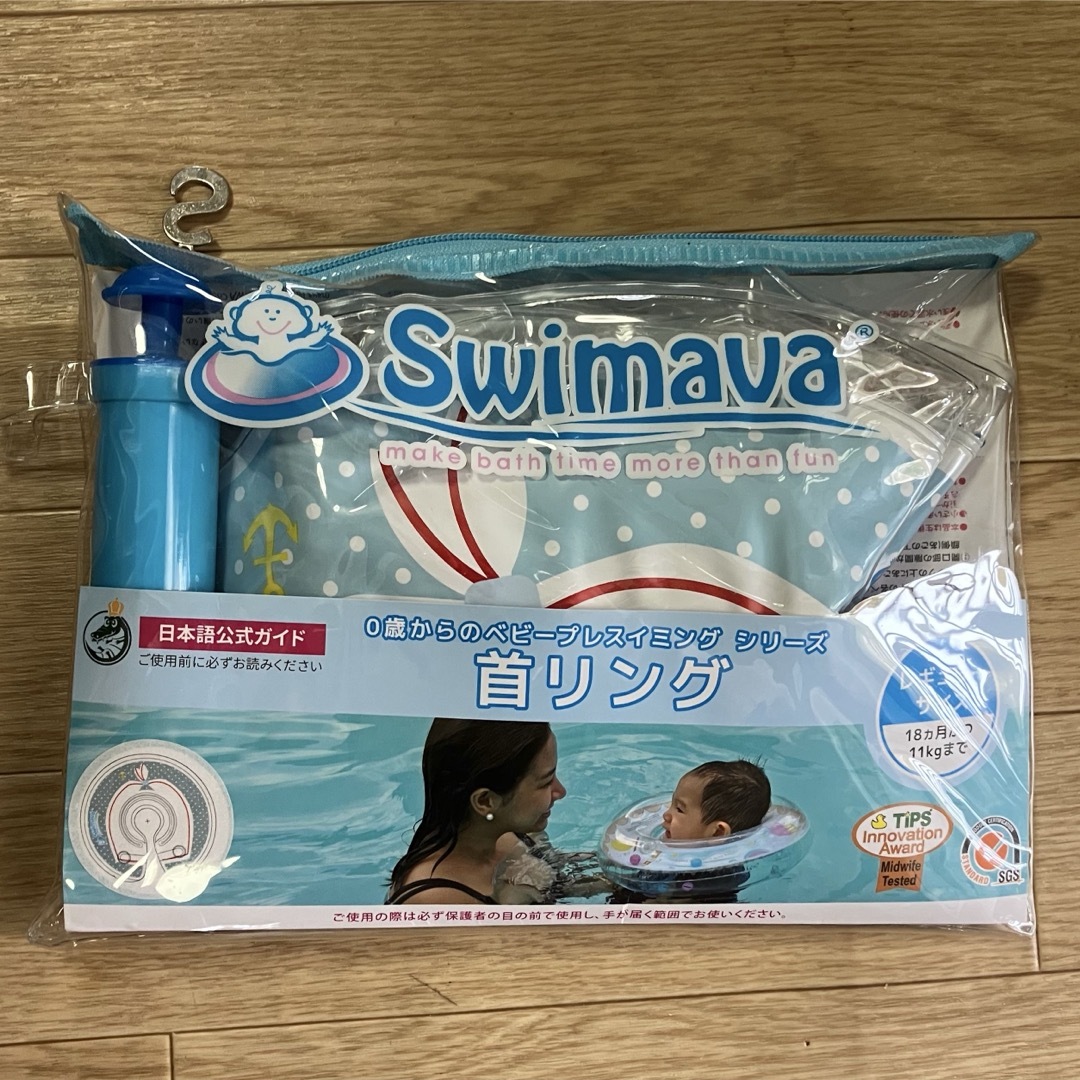 Swimava®
make bath time more than fun
日本語公式ガイド
ご使用前に必ずお読みください
0歳からのベビープレスイミング シリーズ
首リング
18ヵ月かつ
11kgまで
TIPS
Innovation
Award
Midwife
Tested
STANDARD
SGS
ご使用の際は必ず保護者の目の前で使用し、手が届く範囲でお使いください。